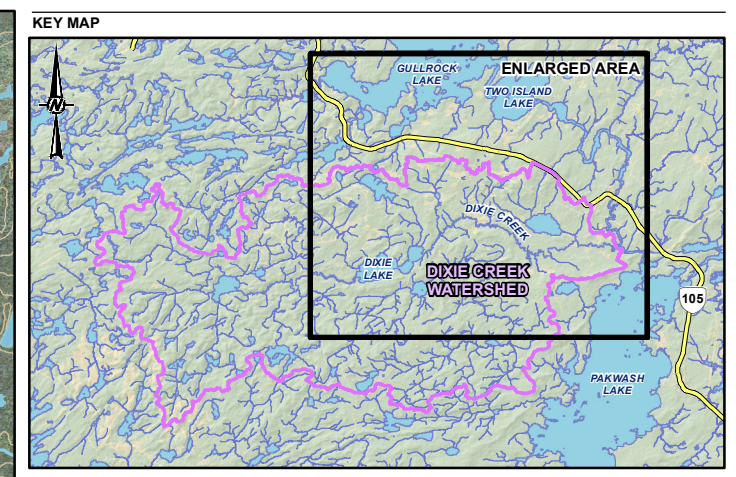 KEY MAP
N
GULLROCK
LAKE
ENLARGED AREA
TWO ISLAND
LAKE
DIXIE CREEK
DIXIE
LAKE
DIXIE CREEK
WATERSHED
105
PAKWASH
LAKE